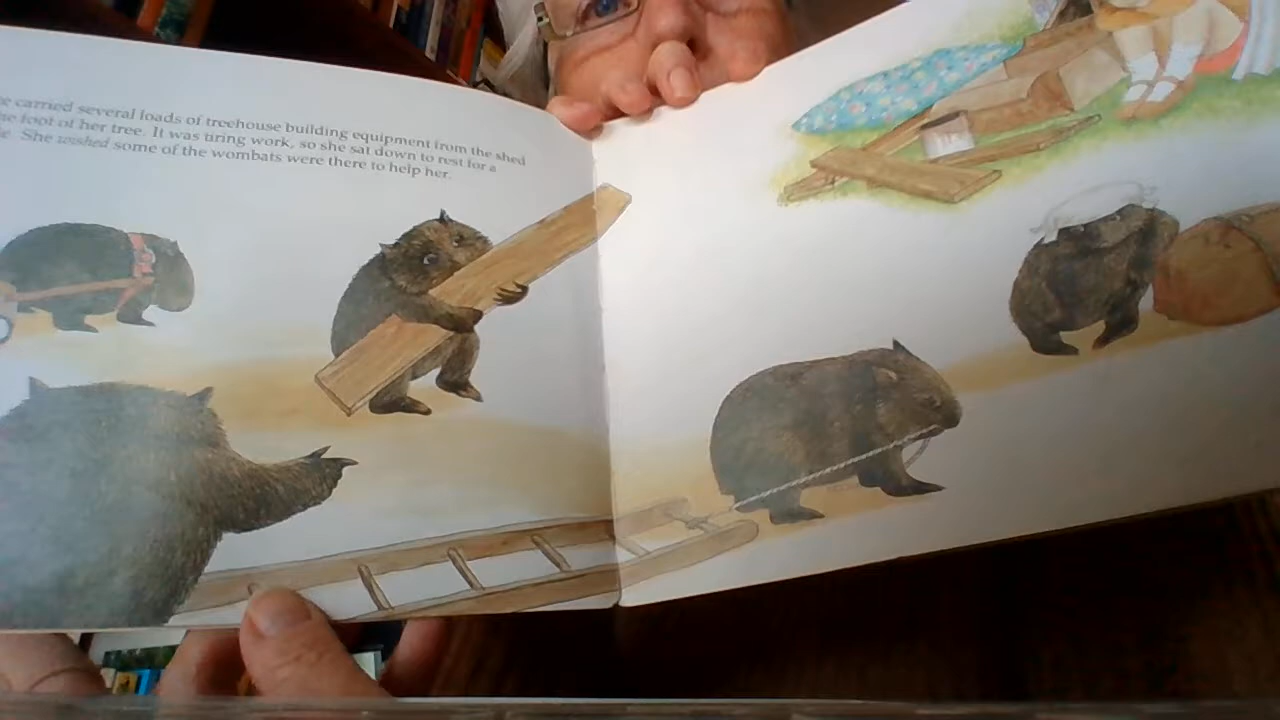 carried several loads of treehouse building equipment from the shed
foot of her tree. It was tiring work, so she sat down to rest for a
She wished some of the wombats were there to help her.